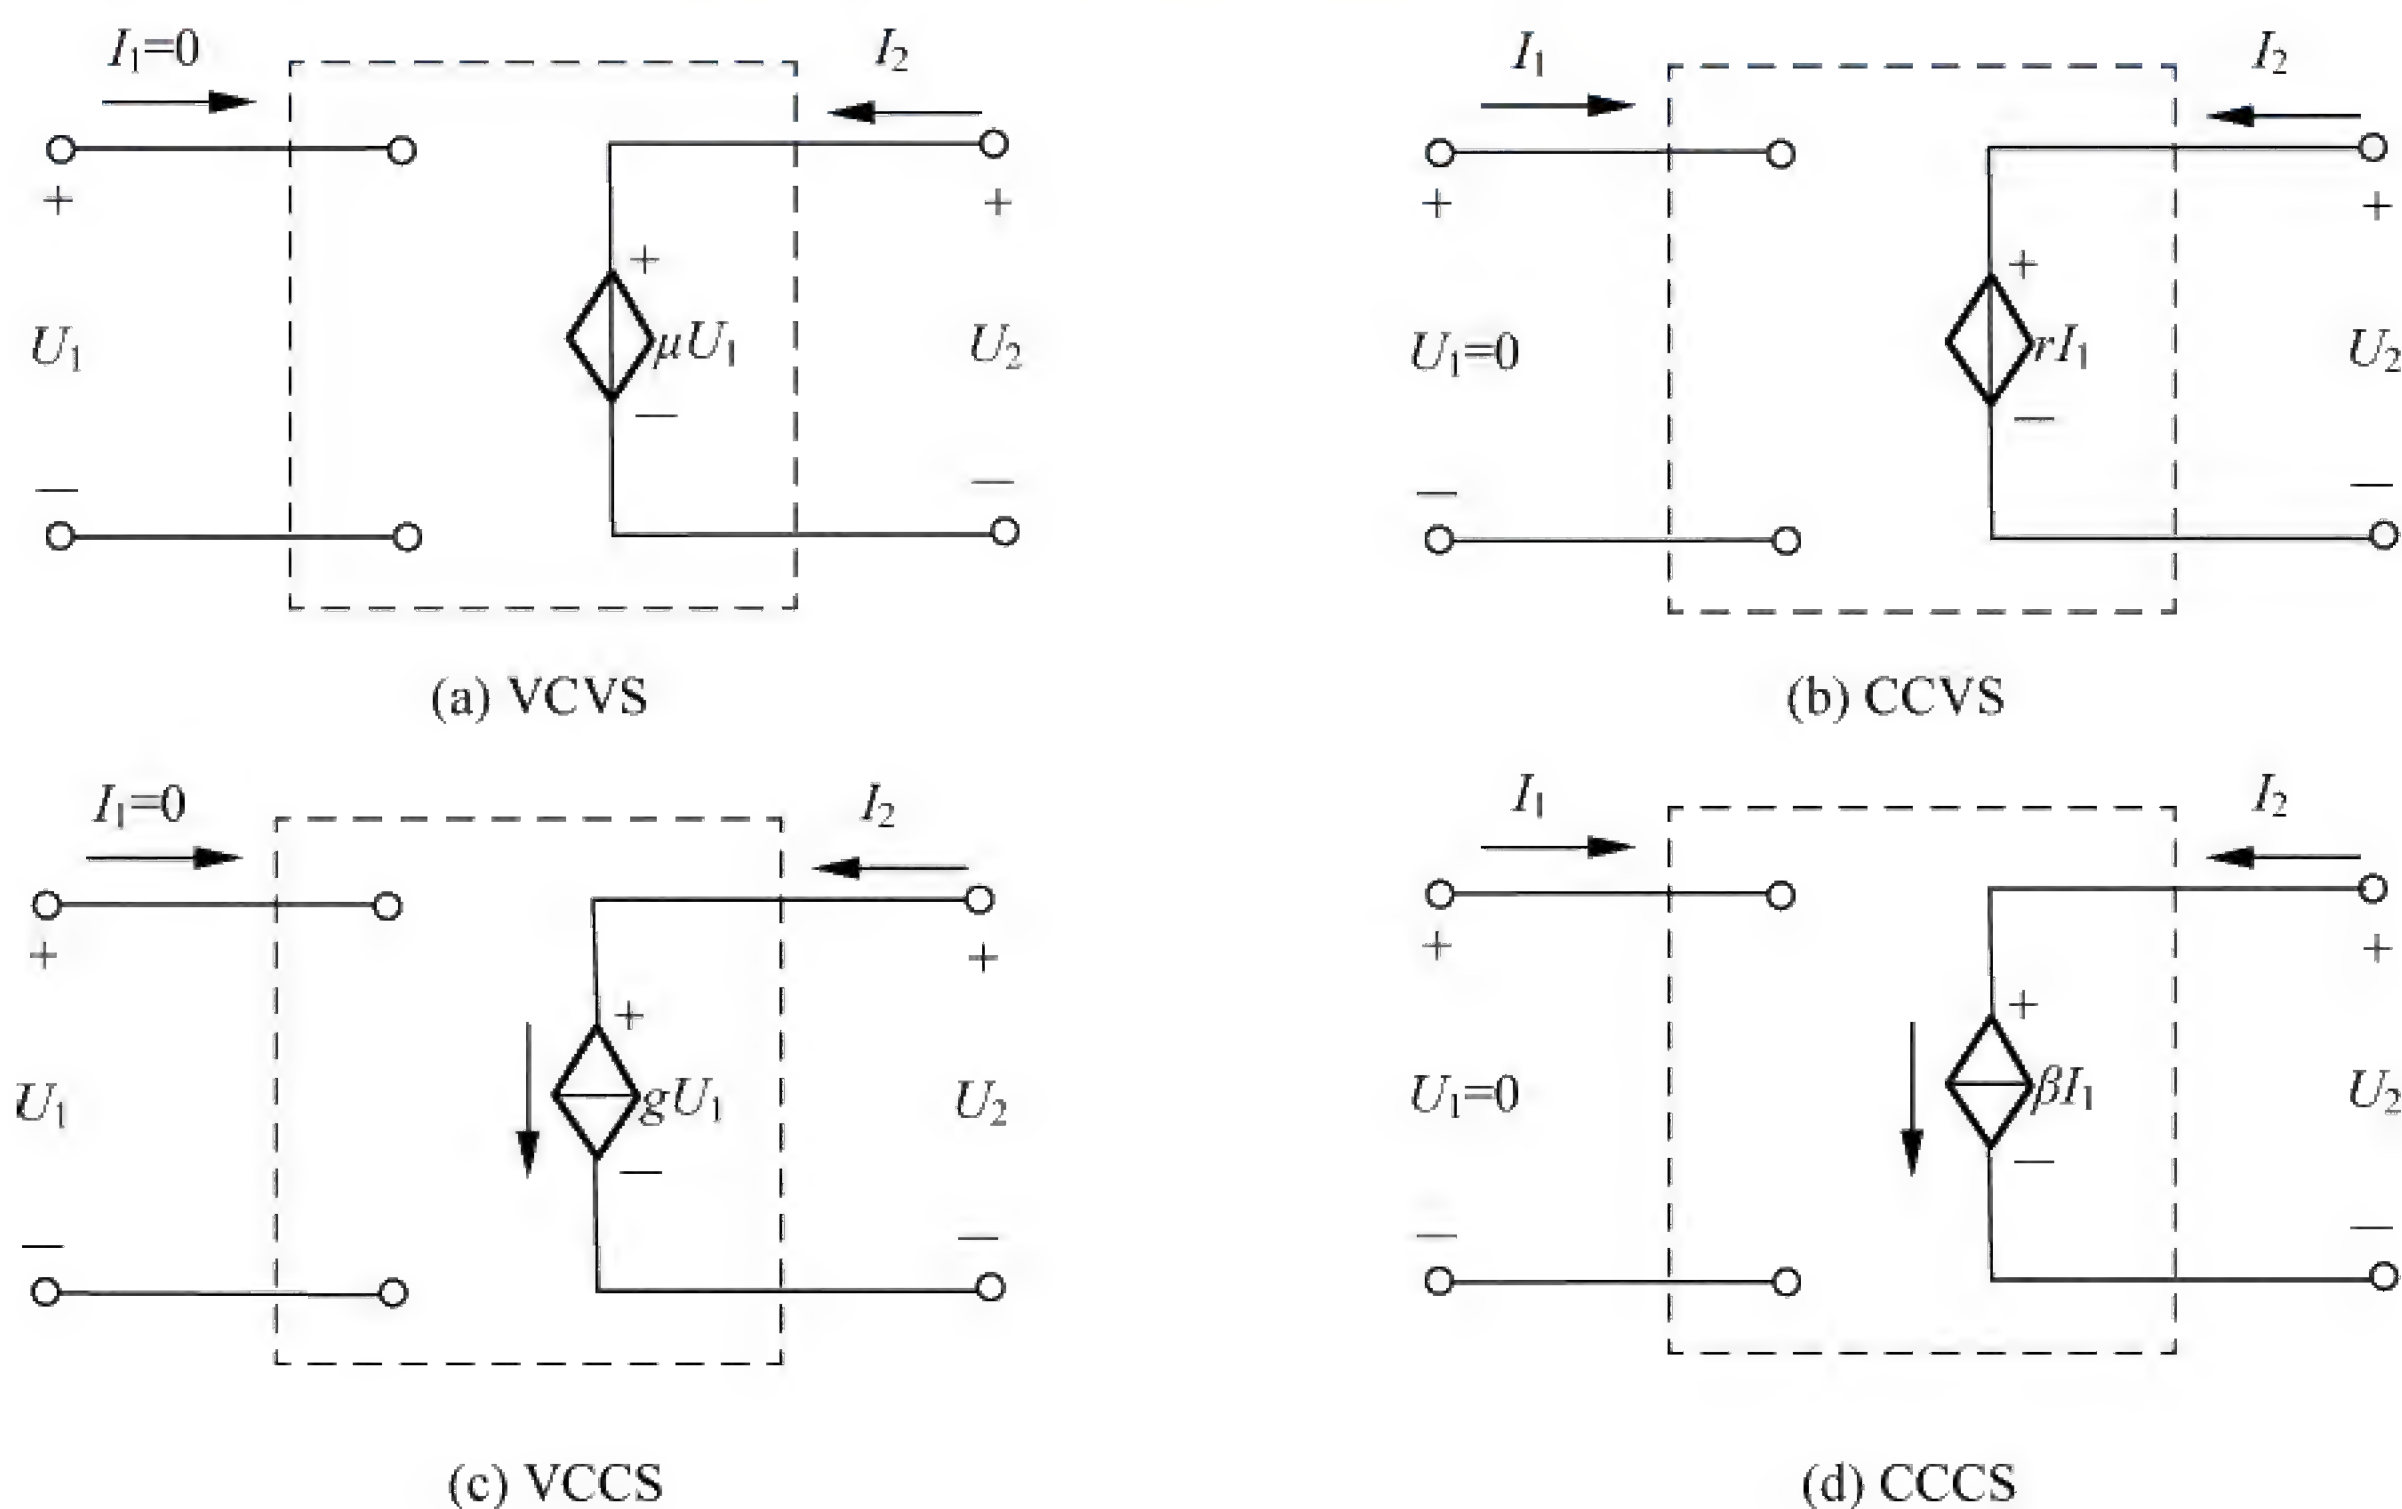 I₁=0 I₂ I₁ I₂
+ + + +
+ +
U₁ μU₁ U₂ U₁=0 rI₁ U₂
— —
— — — —
(a) VCVS (b) CCVS
I₁=0 I₂ I₁ I₂
+ + + +
+ +
U₁ gU₁ U₂ U₁=0 βI₁ U₂
— —
— — — —
(c) VCCS (d) CCCS